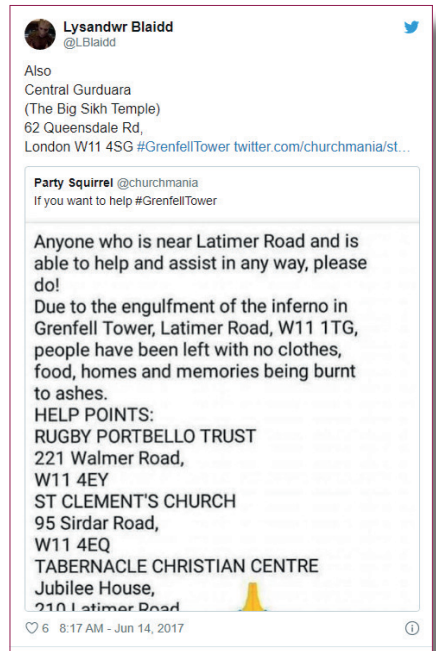 Lysandwr Blaidd
@LBlaidd
Also
Central Gurduara
(The Big Sikh Temple)
62 Queensdale Rd,
London W11 4SG #GrenfellTower twitter.com/churchmania/st…
Party Squirrel @churchmania
If you want to help #GrenfellTower
Anyone who is near Latimer Road and is
able to help and assist in any way, please
do!
Due to the engulfment of the inferno in
Grenfell Tower, Latimer Road, W11 1TG,
people have been left with no clothes,
food, homes and memories being burnt
to ashes.
HELP POINTS:
RUGBY PORTBELLO TRUST
221 Walmer Road,
W11 4EY
ST CLEMENT'S CHURCH
95 Sirdar Road,
W11 4EQ
TABERNACLE CHRISTIAN CENTRE
Jubilee House,
210 Latimer Road
6 8:17 AM - Jun 14, 2017